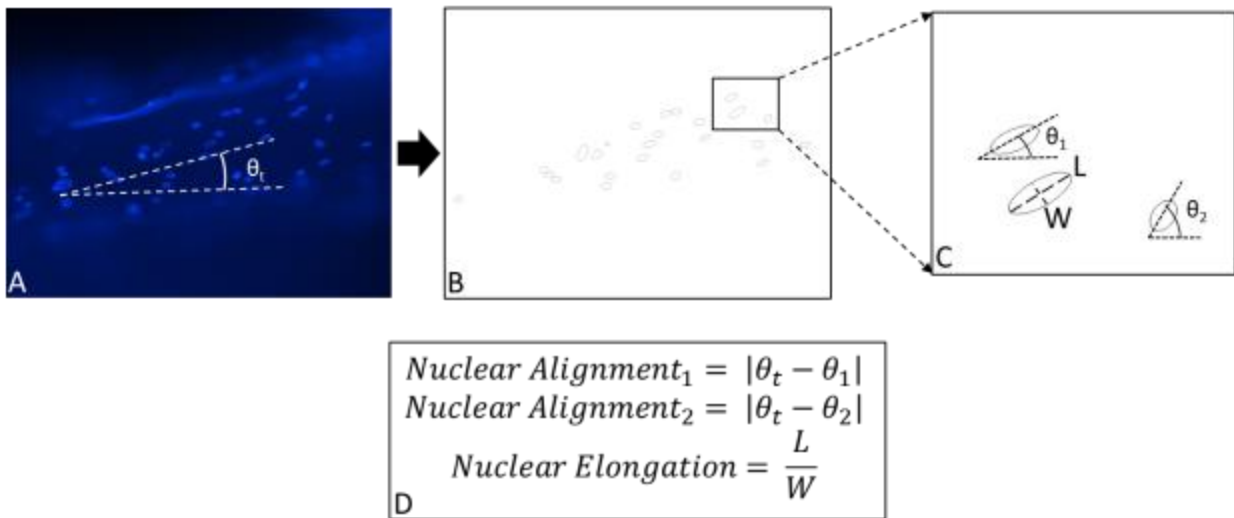 θt
A
B
θ1
L
W
θ2
C
Nuclear Alignment1 = |θt − θ1|
Nuclear Alignment2 = |θt − θ2|
Nuclear Elongation = L/W
D